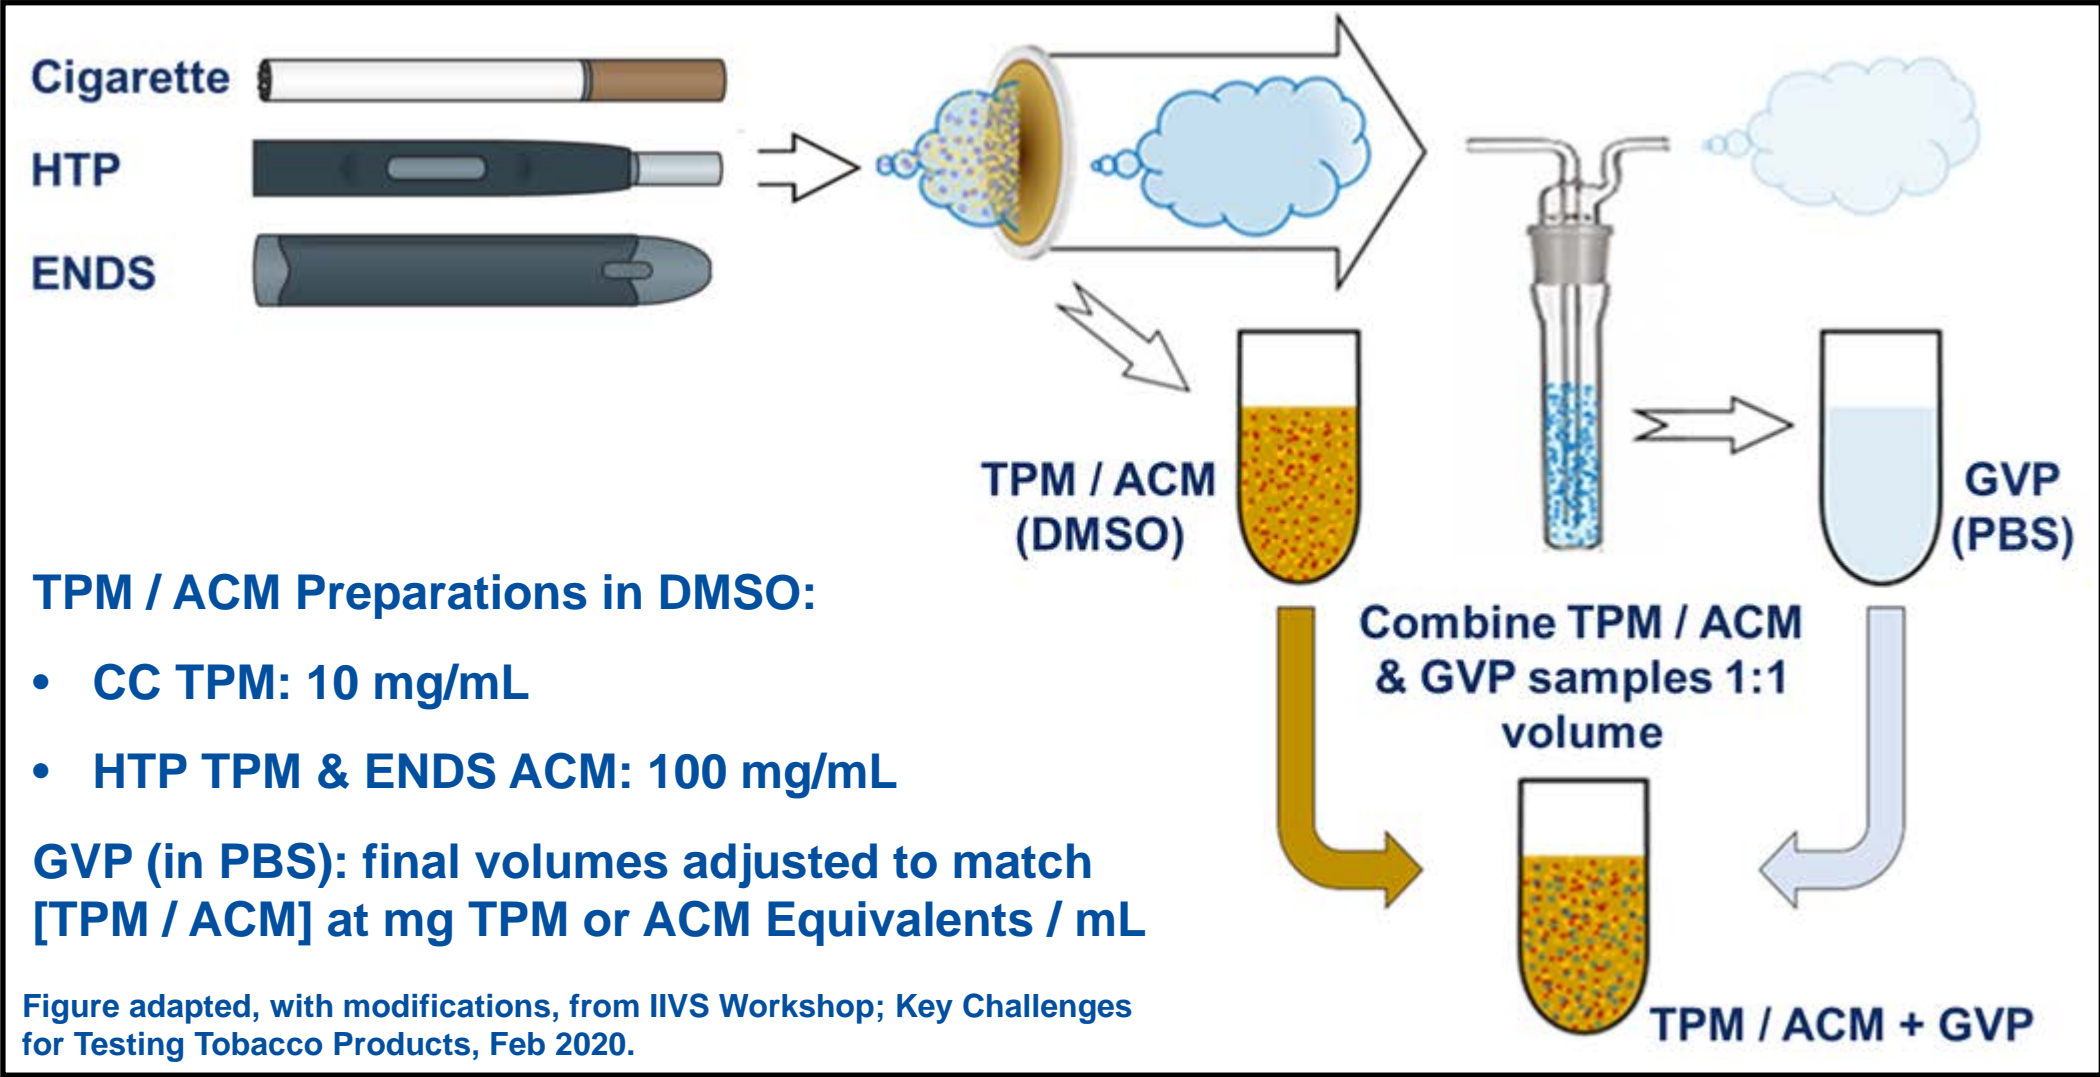 Cigarette
HTP
ENDS
TPM / ACM
(DMSO)
GVP
(PBS)
Combine TPM / ACM
& GVP samples 1:1
volume
TPM / ACM + GVP
TPM / ACM Preparations in DMSO:
• CC TPM: 10 mg/mL
• HTP TPM & ENDS ACM: 100 mg/mL
GVP (in PBS): final volumes adjusted to match
[TPM / ACM] at mg TPM or ACM Equivalents / mL
Figure adapted, with modifications, from IIVS Workshop; Key Challenges
for Testing Tobacco Products, Feb 2020.